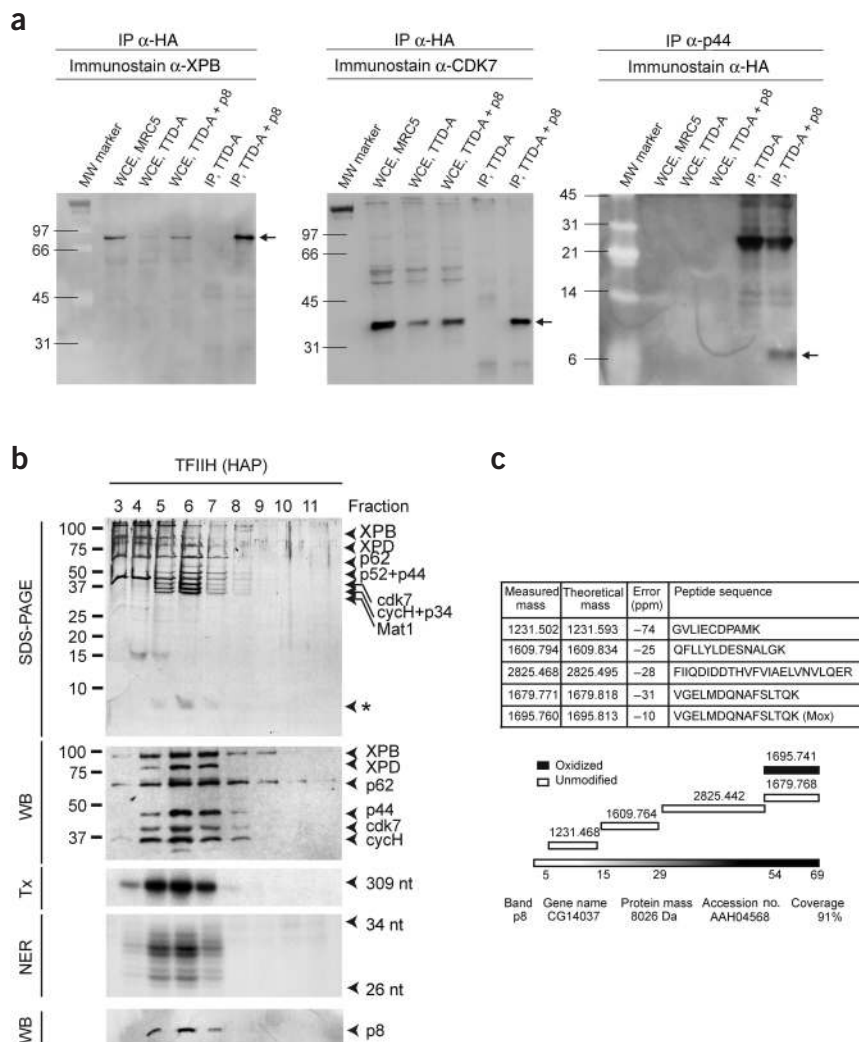 a
IP α-HA
Immunostain α-XPB
MW marker
WCE, MRC5
WCE, TTD-A
WCE, TTD-A + p8
IP, TTD-A
IP, TTD-A + p8
97
66
45
31
IP α-HA
Immunostain α-CDK7
MW marker
WCE, MRC5
WCE, TTD-A
WCE, TTD-A + p8
IP, TTD-A
IP, TTD-A + p8
97
66
45
31
IP α-p44
Immunostain α-HA
MW marker
WCE, MRC5
WCE, TTD-A
WCE, TTD-A + p8
IP, TTD-A
IP, TTD-A + p8
45
31
21
14
6
b
TFIIH (HAP)
3 4 5 6 7 8 9 10 11 Fraction
SDS-PAGE
100
75
50
37
25
20
15
10
XPB
XPD
p62
p52+p44
cdk7
cycH+p34
Mat1
*
WB
100
75
50
37
XPB
XPD
p62
p44
cdk7
cycH
Tx
309 nt
NER
34 nt
26 nt
WB
p8
c
Measured mass Theoretical mass Error (ppm) Peptide sequence
1231.502 1231.593 –74 GVLIECDPAMK
1609.794 1609.834 –25 QFLLYLDESNALGK
2825.468 2825.495 –28 FIIQDIDDTHVFVIAELVNVLQER
1679.771 1679.818 –31 VGELMDQNAFSLTQK
1695.760 1695.813 –10 VGELMDQNAFSLTQK (Mox)
Oxidized
Unmodified
1695.741
1679.768
2825.442
1609.764
1231.468
5 15 29 54 69
Band Gene name Protein mass Accession no. Coverage
p8 CG14037 8026 Da AAH04568 91%